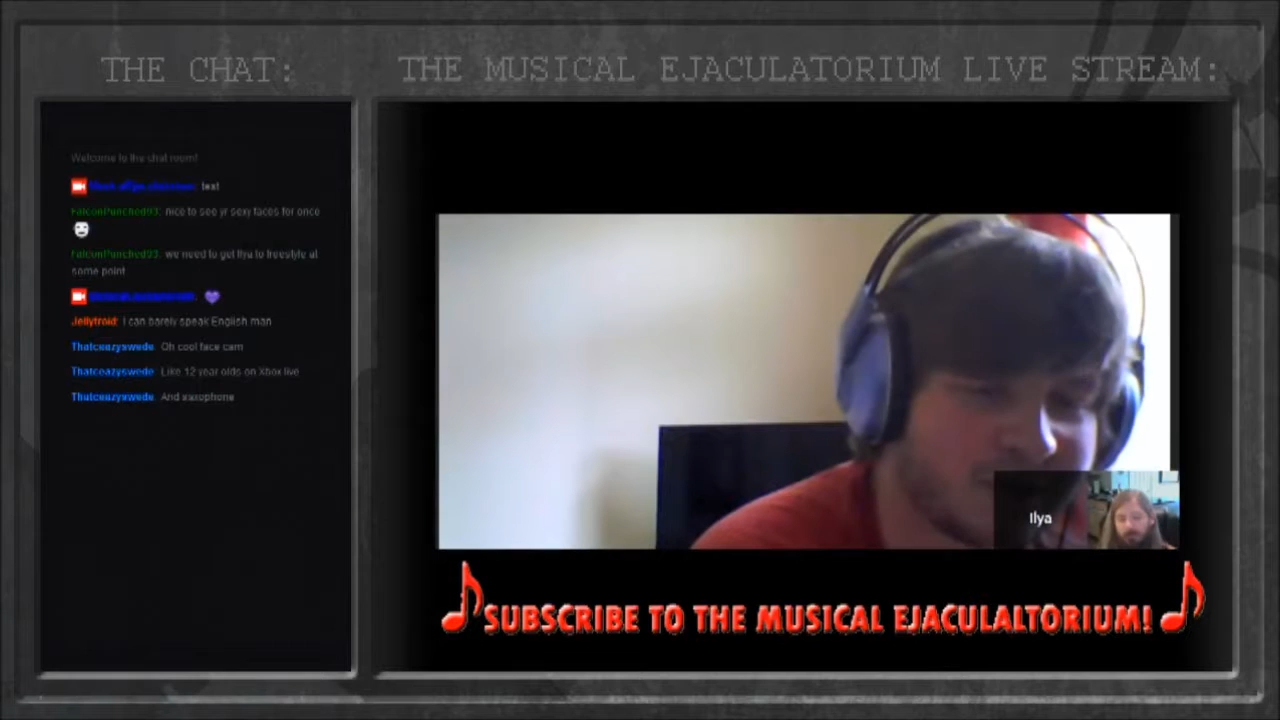 THE CHAT:
THE MUSICAL EJACULATORIUM LIVE STREAM:
Welcome to the chat room!
text
FalconPunched93: nice to see yr sexy faces for once
FalconPunched93: we need to get Ilya to freestyle at
some point
Jellytroid: I can barely speak English man
Thatceazyswede: Oh cool face cam
Thatceazyswede: Like 12 year olds on Xbox live
Thatceazyswede: And saxophone
Ilya
SUBSCRIBE TO THE MUSICAL EJACULALTORIUM!